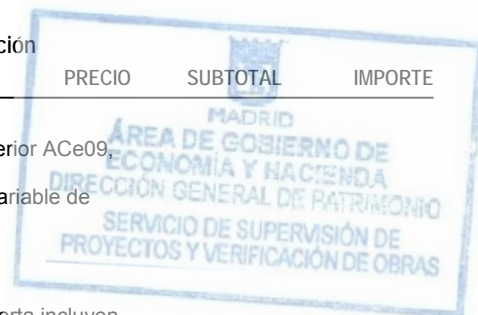 ción
PRECIO SUBTOTAL IMPORTE
MADRID
erior ACe09,
ÁREA DE GOBIERNO DE
ECONOMÍA Y HACIENDA
ariable de
DIRECCIÓN GENERAL DE PATRIMONIO
SERVICIO DE SUPERVISIÓN DE
PROYECTOS Y VERIFICACIÓN DE OBRAS
erta incluyen